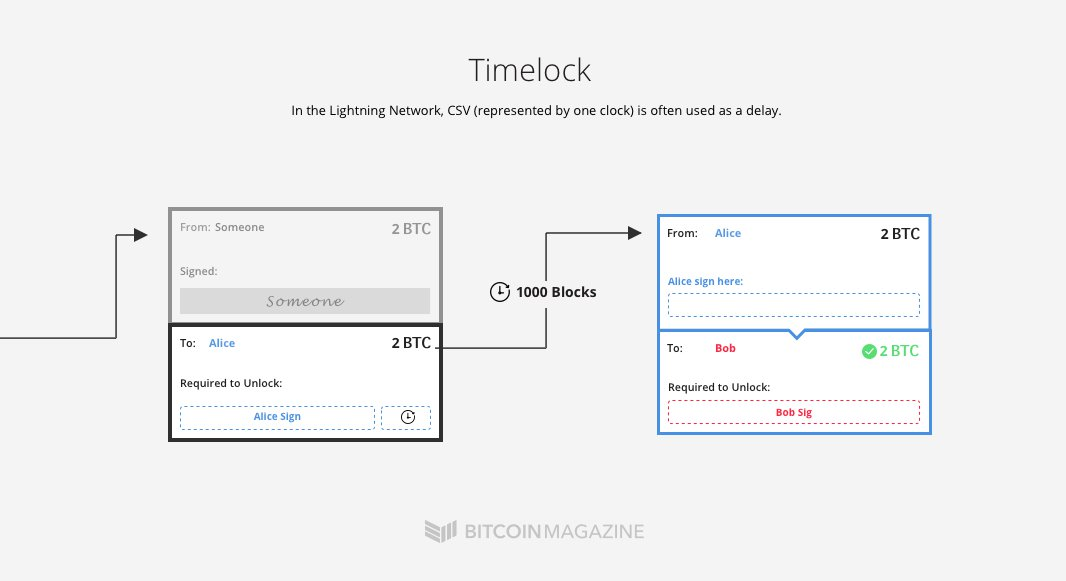 Timelock
In the Lightning Network, CSV (represented by one clock) is often used as a delay.
From: Someone 2 BTC
Signed:
Someone
To: Alice 2 BTC
Required to Unlock:
Alice Sign
1000 Blocks
From: Alice 2 BTC
Alice sign here:
To: Bob 2 BTC
Required to Unlock:
Bob Sig
BITCOINMAGAZINE